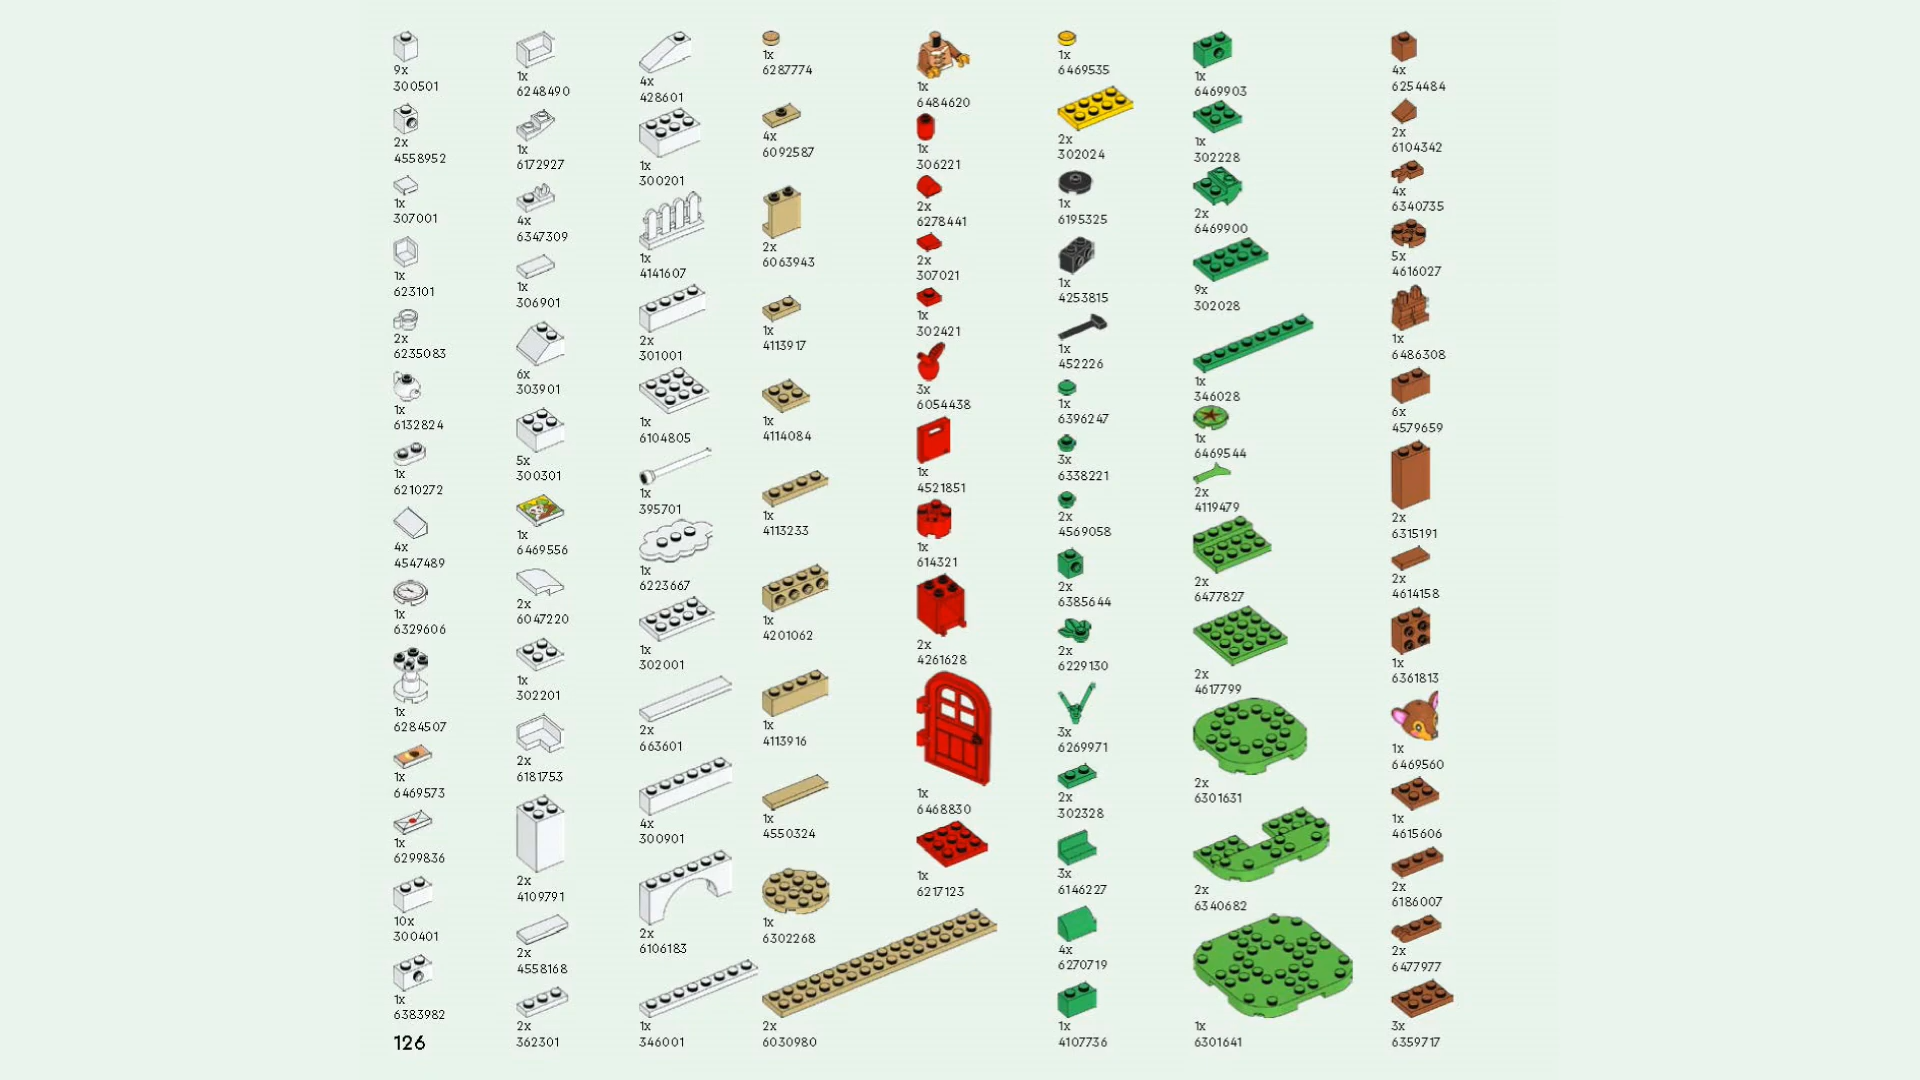 9x
300501
2x
4558952
1x
307001
1x
623101
2x
6235083
1x
6132824
1x
6210272
4x
4547489
1x
6329606
1x
6284507
1x
6469573
1x
6299836
10x
300401
1x
6383982
126
1x
6248490
1x
6172927
4x
6347309
1x
306901
6x
303901
5x
300301
1x
6469556
2x
6047220
1x
302201
2x
6181753
2x
4109791
2x
4558168
2x
362301
4x
428601
1x
300201
1x
4141607
2x
301001
1x
6104805
1x
395701
1x
6223667
1x
302001
2x
663601
4x
300901
2x
6106183
1x
346001
1x
6287774
4x
6092587
2x
6063943
1x
4113917
1x
4114084
1x
4113233
1x
4201062
1x
4113916
1x
4550324
1x
6302268
2x
6030980
1x
6484620
1x
306221
2x
6278441
2x
307021
1x
302421
3x
6054438
1x
4521851
1x
614321
2x
4261628
1x
6468830
1x
6217123
1x
6469535
2x
302024
1x
6195325
1x
4253815
1x
452226
1x
6396247
3x
6338221
2x
4569058
2x
6385644
2x
6229130
3x
6269971
2x
302328
3x
6146227
4x
6270719
1x
4107736
1x
6469903
1x
302228
2x
6469900
9x
302028
1x
346028
1x
6469544
2x
4119479
2x
6477827
2x
4617799
2x
6301631
2x
6340682
1x
6301641
4x
6254484
2x
6104342
4x
6340735
5x
4616027
1x
6486308
6x
4579659
2x
6315191
2x
4614158
1x
6361813
1x
6469560
1x
4615606
2x
6186007
2x
6477977
3x
6359717